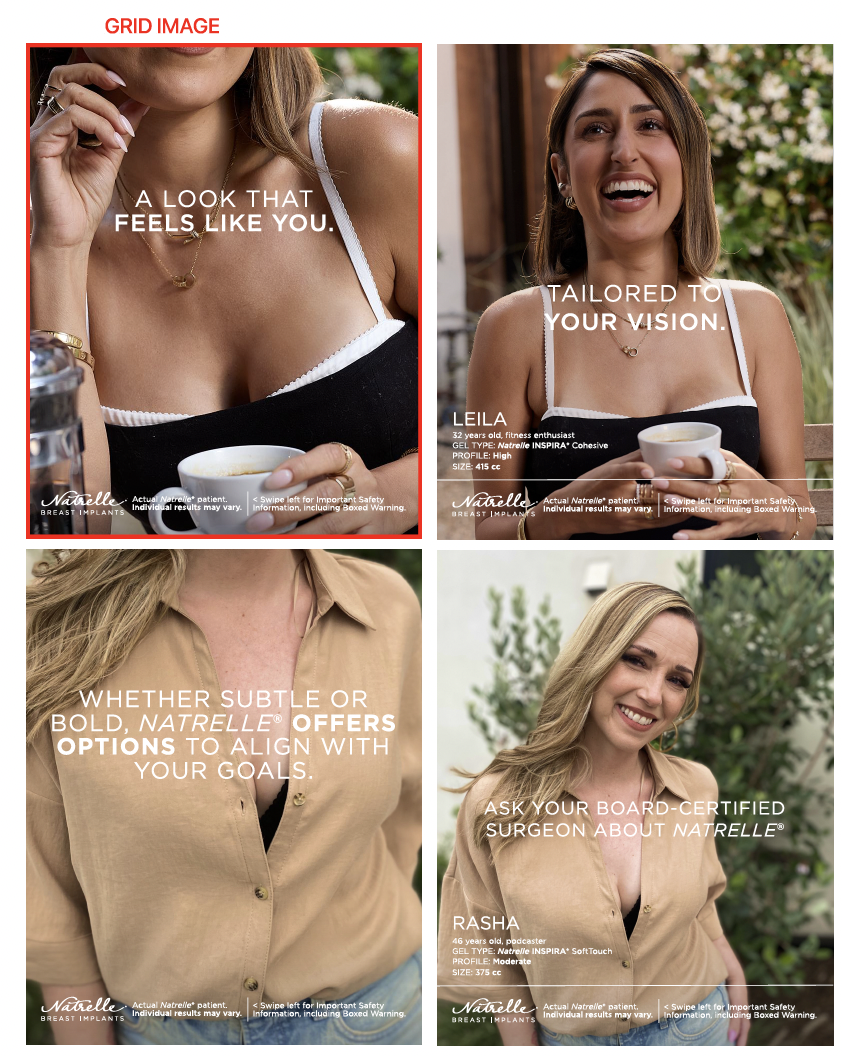 GRID IMAGE
A LOOK THAT
FEELS LIKE YOU.
Natrelle
BREAST IMPLANTS
Actual Natrelle® patient.
Individual results may vary.
< Swipe left for Important Safety
Information, including Boxed Warning.
TAILORED TO
YOUR VISION.
LEILA
32 years old, fitness enthusiast
GEL TYPE: Natrelle INSPIRA® Cohesive
PROFILE: High
SIZE: 415 cc
Natrelle
BREAST IMPLANTS
Actual Natrelle® patient.
Individual results may vary.
< Swipe left for Important Safety
Information, including Boxed Warning.
WHETHER SUBTLE OR
BOLD, NATRELLE® OFFERS
OPTIONS TO ALIGN WITH
YOUR GOALS.
Natrelle
BREAST IMPLANTS
Actual Natrelle® patient.
Individual results may vary.
< Swipe left for Important Safety
Information, including Boxed Warning.
ASK YOUR BOARD-CERTIFIED
SURGEON ABOUT NATRELLE®
RASHA
46 years old, podcaster
GEL TYPE: Natrelle INSPIRA® SoftTouch
PROFILE: Moderate
SIZE: 375 cc
Natrelle
BREAST IMPLANTS
Actual Natrelle® patient.
Individual results may vary.
< Swipe left for Important Safety
Information, including Boxed Warning.